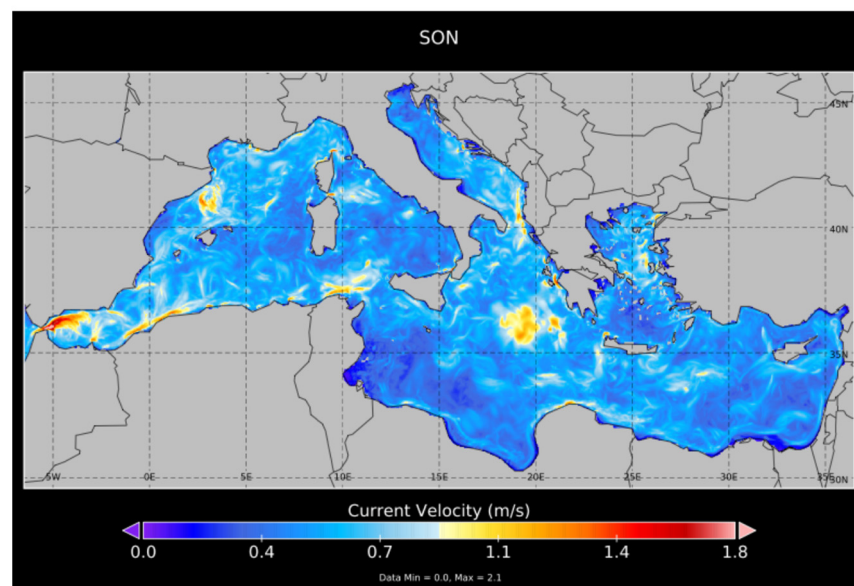 SON
45N
40N
35N
30N
5W
0E
5E
10E
15E
20E
25E
30E
35E
Current Velocity (m/s)
0.0 0.4 0.7 1.1 1.4 1.8
Data Min = 0.0, Max = 2.1